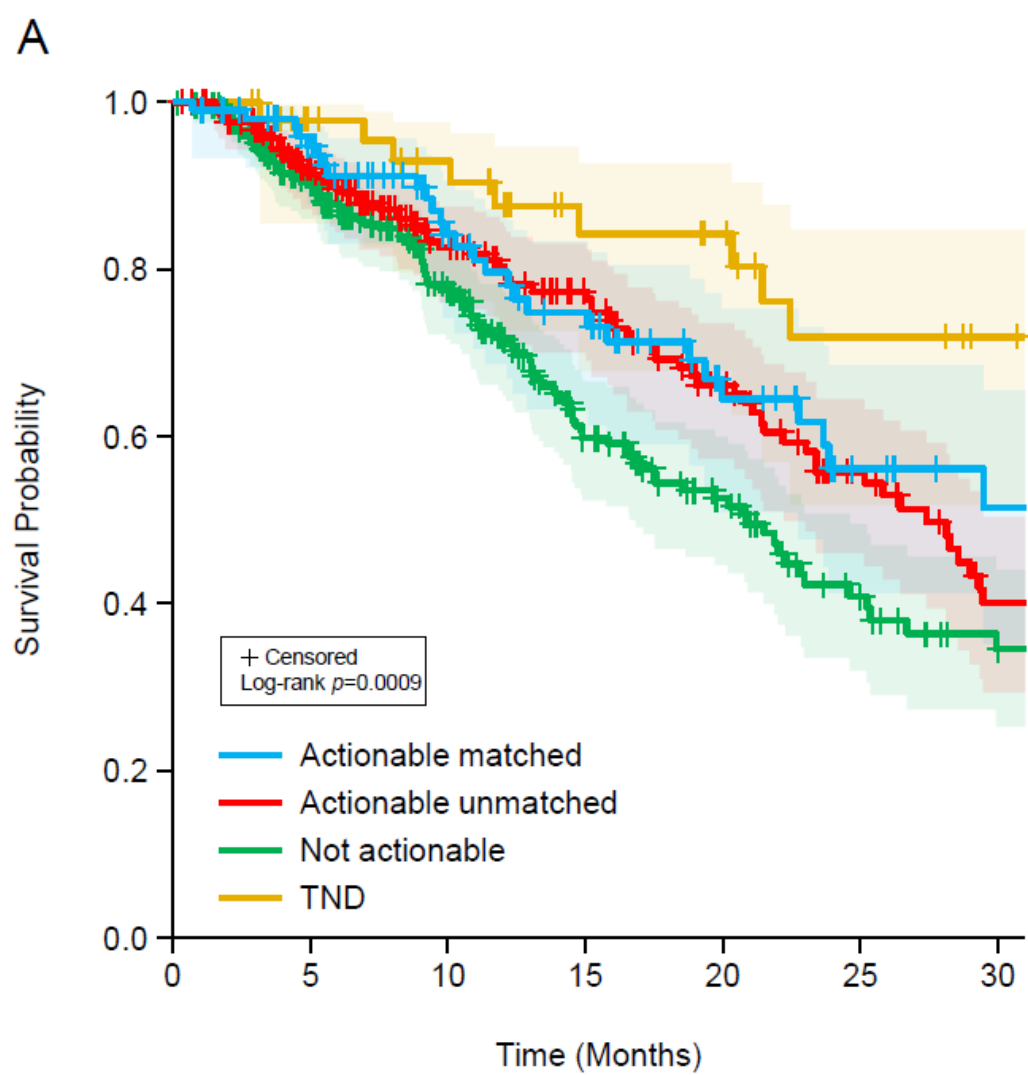 A
1.0
0.8
0.6
0.4
0.2
0.0
Survival Probability
+ Censored
Log-rank p=0.0009
Actionable matched
Actionable unmatched
Not actionable
TND
0 5 10 15 20 25 30
Time (Months)